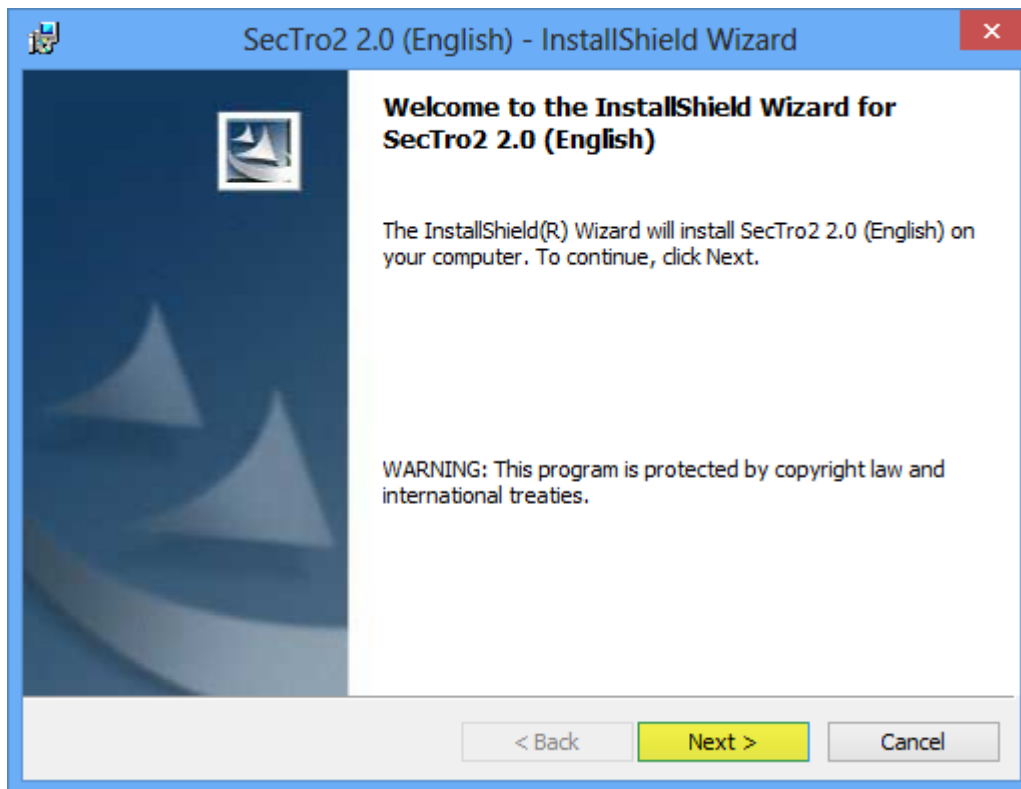 SecTro2 2.0 (English) - InstallShield Wizard
Welcome to the InstallShield Wizard for
SecTro2 2.0 (English)
The InstallShield(R) Wizard will install SecTro2 2.0 (English) on
your computer. To continue, click Next.
WARNING: This program is protected by copyright law and
international treaties.
< Back
Next >
Cancel